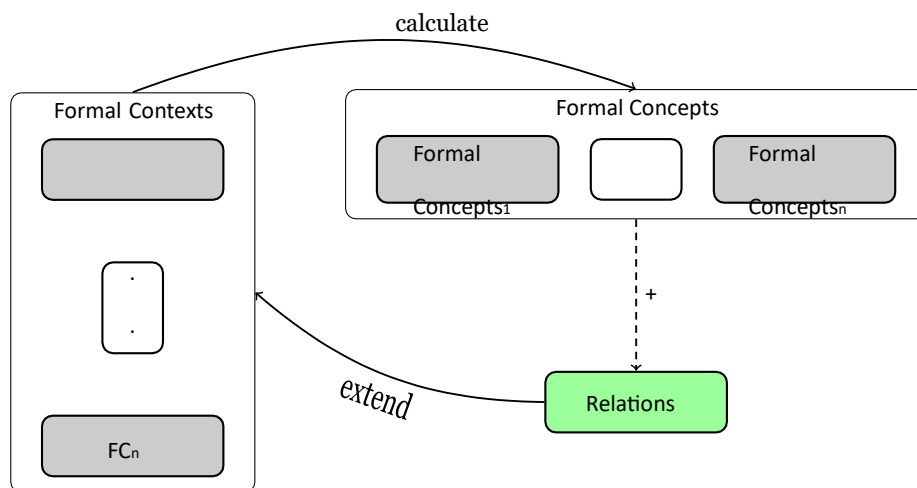 calculate
Formal Contexts
Formal Concepts
Formal
Concepts1
Formal
Conceptsn
.
.
+
extend
Relations
FCn